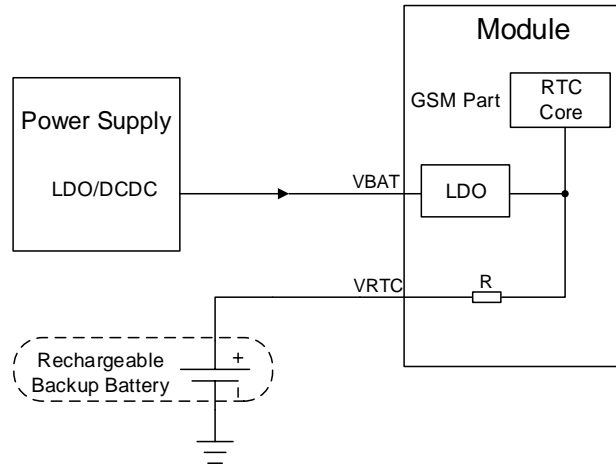 Module
Power Supply
LDO/DCDC
GSM Part
RTC
Core
VBAT
LDO
VRTC
R
Rechargeable
Backup Battery
+